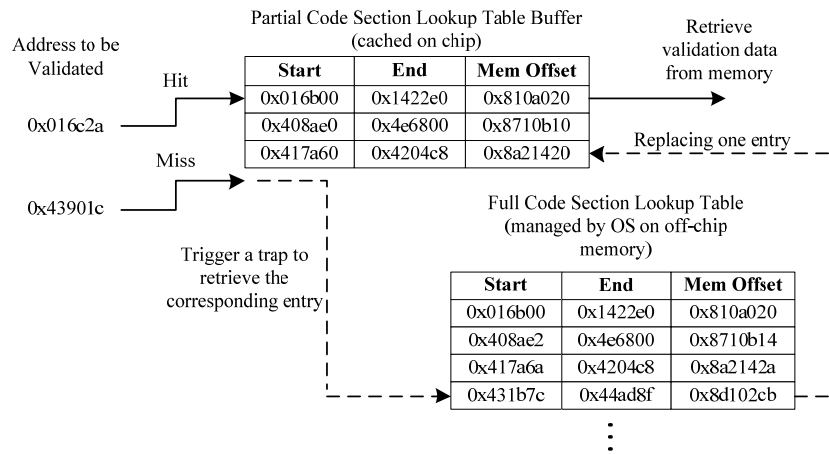 Partial Code Section Lookup Table Buffer
(cached on chip)
Address to be
Validated
Hit
0x016c2a
Miss
0x43901c
Start End Mem Offset
0x016b00 0x1422e0 0x810a020
0x408ae0 0x4e6800 0x8710b10
0x417a60 0x4204c8 0x8a21420
Retrieve
validation data
from memory
Replacing one entry
Trigger a trap to
retrieve the
corresponding entry
Full Code Section Lookup Table
(managed by OS on off-chip
memory)
Start End Mem Offset
0x016b00 0x1422e0 0x810a020
0x408ae2 0x4e6800 0x8710b14
0x417a6a 0x4204c8 0x8a2142a
0x431b7c 0x44ad8f 0x8d102cb